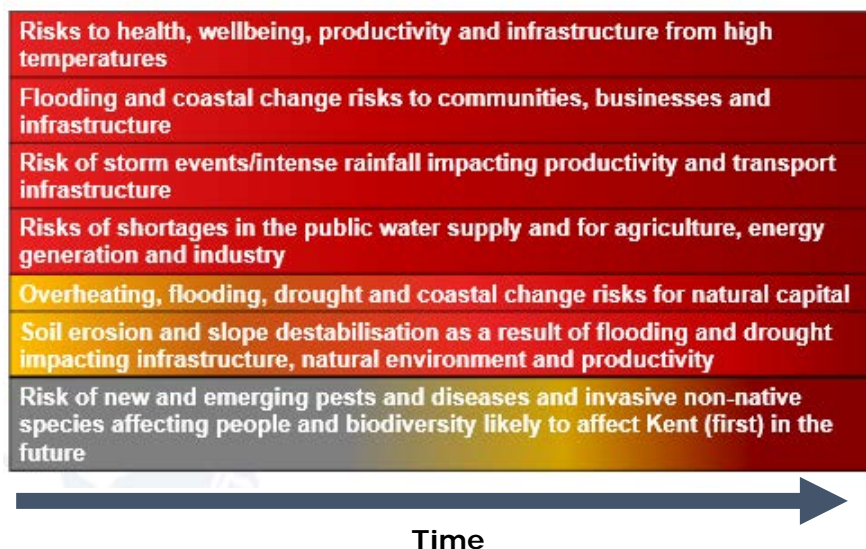 Risks to health, wellbeing, productivity and infrastructure from high
temperatures
Flooding and coastal change risks to communities, businesses and
infrastructure
Risk of storm events/intense rainfall impacting productivity and transport
infrastructure
Risks of shortages in the public water supply and for agriculture, energy
generation and industry
Overheating, flooding, drought and coastal change risks for natural capital
Soil erosion and slope destabilisation as a result of flooding and drought
impacting infrastructure, natural environment and productivity
Risk of new and emerging pests and diseases and invasive non-native
species affecting people and biodiversity likely to affect Kent (first) in the
future
Time